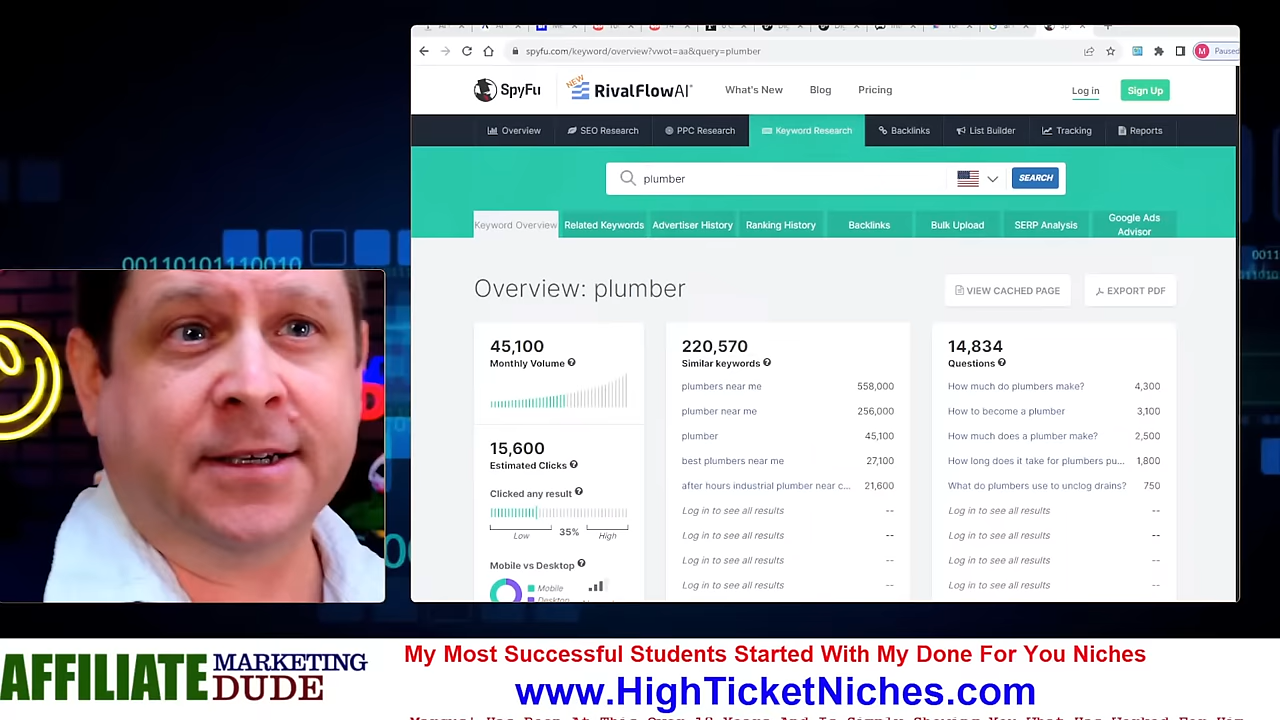 spyfu.com/keyword/overview?vwot=aa&query=plumber
M Paused
SpyFu
NEW
RivalFlowAI
What's New
Blog
Pricing
Log in
Sign Up
Overview
SEO Research
PPC Research
Keyword Research
Backlinks
List Builder
Tracking
Reports
plumber
SEARCH
Keyword Overview
Related Keywords
Advertiser History
Ranking History
Backlinks
Bulk Upload
SERP Analysis
Google Ads
Advisor
Overview: plumber
VIEW CACHED PAGE
EXPORT PDF
45,100
Monthly Volume
15,600
Estimated Clicks
Clicked any result
Low 35% High
Mobile vs Desktop
Mobile
Desktop
220,570
Similar keywords
plumbers near me 558,000
plumber near me 256,000
plumber 45,100
best plumbers near me 27,100
after hours industrial plumber near c... 21,600
Log in to see all results --
Log in to see all results --
Log in to see all results --
Log in to see all results --
14,834
Questions
How much do plumbers make? 4,300
How to become a plumber 3,100
How much does a plumber make? 2,500
How long does it take for plumbers pu... 1,800
What do plumbers use to unclog drains? 750
Log in to see all results --
Log in to see all results --
Log in to see all results --
Log in to see all results --
00110101110010
AFFILIATE MARKETING
DUDE
My Most Successful Students Started With My Done For You Niches
www.HighTicketNiches.com